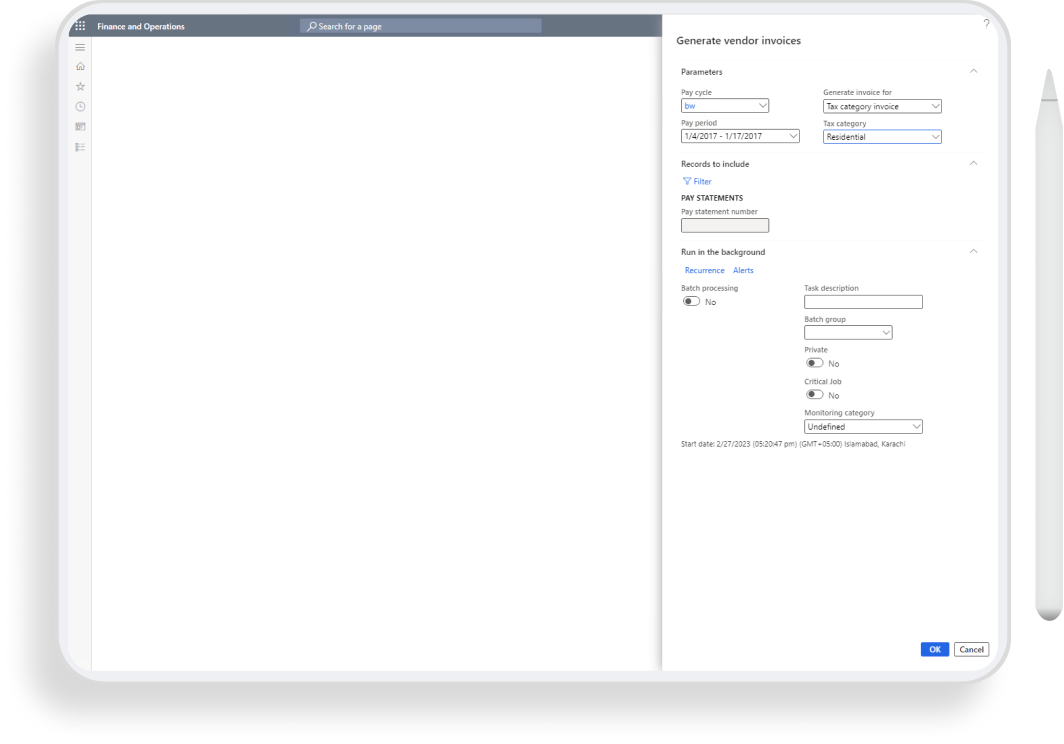 Finance and Operations
Search for a page
?
Generate vendor invoices
Parameters
Pay cycle
Generate invoice for
bw
Tax category invoice
Pay period
Tax category
1/4/2017 - 1/17/2017
Residential
Records to include
Filter
PAY STATEMENTS
Pay statement number
Run in the background
Recurrence Alerts
Batch processing
Task description
No
Batch group
Private
No
Critical Job
No
Monitoring category
Undefined
Start date: 2/27/2023 (05:20:47 pm) (GMT+05:00) Islamabad, Karachi
OK Cancel